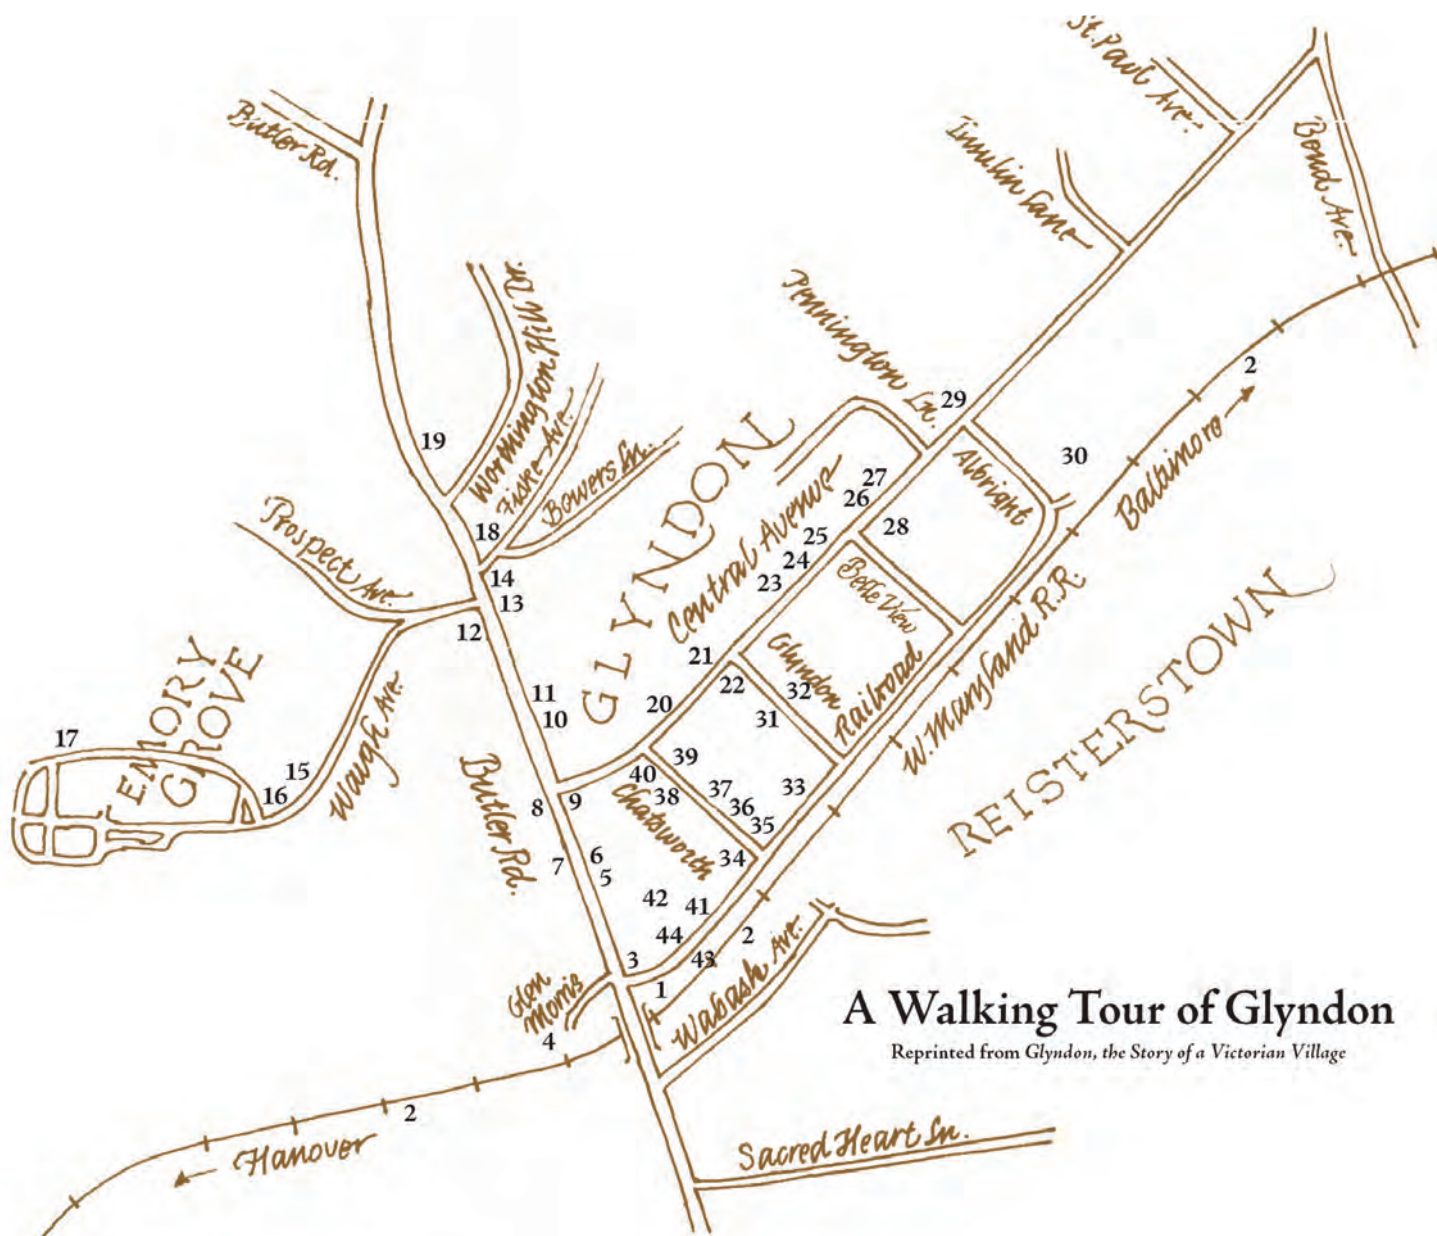 St. Paul Ave.
Butler Rd.
Insulin Lane
Bond Ave.
Worthington Hill Dr.
Pennington Ln.
2
29
19
Fiske Ave.
Bowers Ln.
30
Baltimore
GLYNDON
Central Avenue
27
26
Albright
18
25
28
Prospect Ave.
24
14
23
13
Belle View
12
W. Maryland R.R.
REISTERSTOWN
EMORY
GROVE
21
Glyndon
22
32
Railroad
11
10
20
31
17
Waugh Ave.
15
16
39
40
37
33
Butler Rd.
38
36
8
9
Chatsworth
35
7
6
34
5
42
41
44
2
3
43
Wabash Ave.
Glen
Morris
1
4
A Walking Tour of Glyndon
Reprinted from Glyndon, the Story of a Victorian Village
2
Hanover
Sacred Heart Ln.